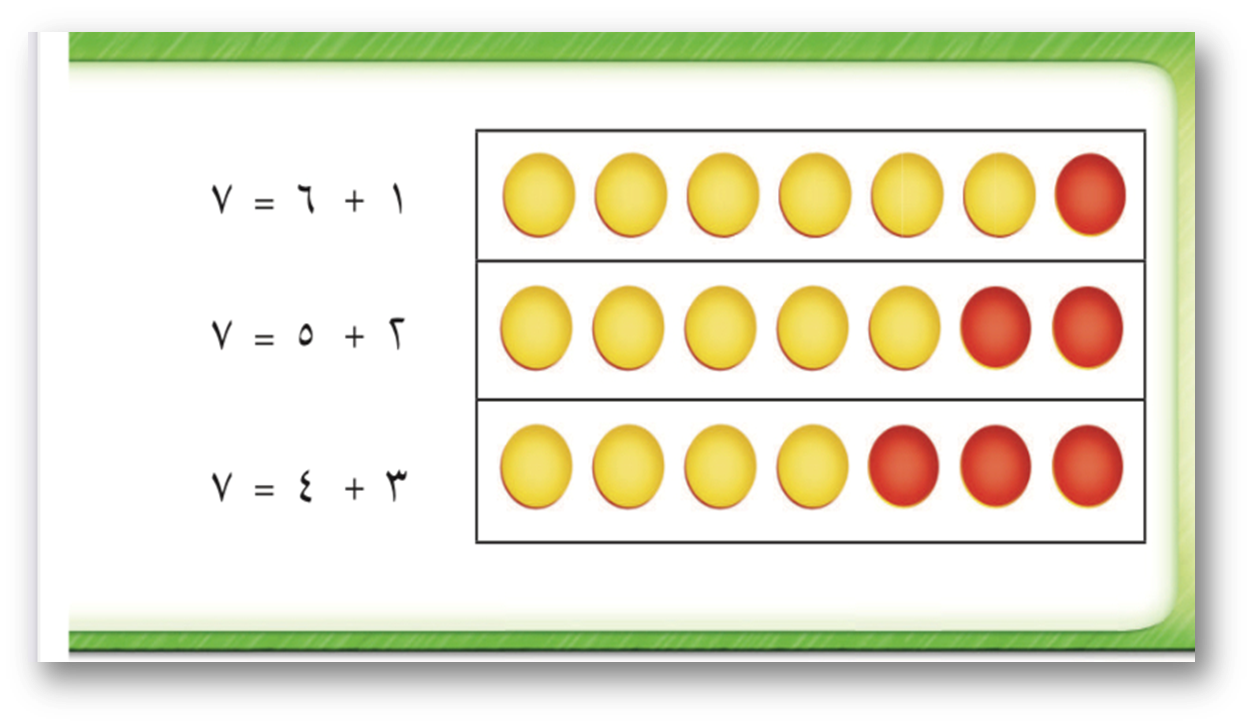 ١ + ٦ = ٧
٢ + ٥ = ٧
٣ + ٤ = ٧